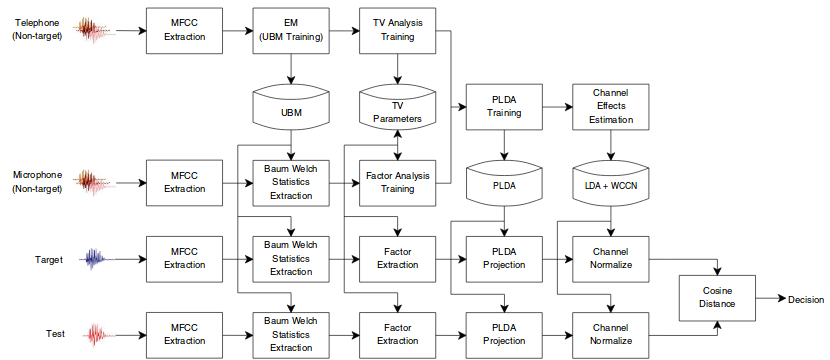 Telephone
(Non-target)
MFCC
Extraction
EM
(UBM Training)
TV Analysis
Training
UBM
TV
Parameters
PLDA
Training
Channel
Effects
Estimation
Microphone
(Non-target)
MFCC
Extraction
Baum Welch
Statistics
Extraction
Factor Analysis
Training
PLDA
LDA + WCCN
Target
MFCC
Extraction
Baum Welch
Statistics
Extraction
Factor
Extraction
PLDA
Projection
Channel
Normalize
Cosine
Distance
Decision
Test
MFCC
Extraction
Baum Welch
Statistics
Extraction
Factor
Extraction
PLDA
Projection
Channel
Normalize